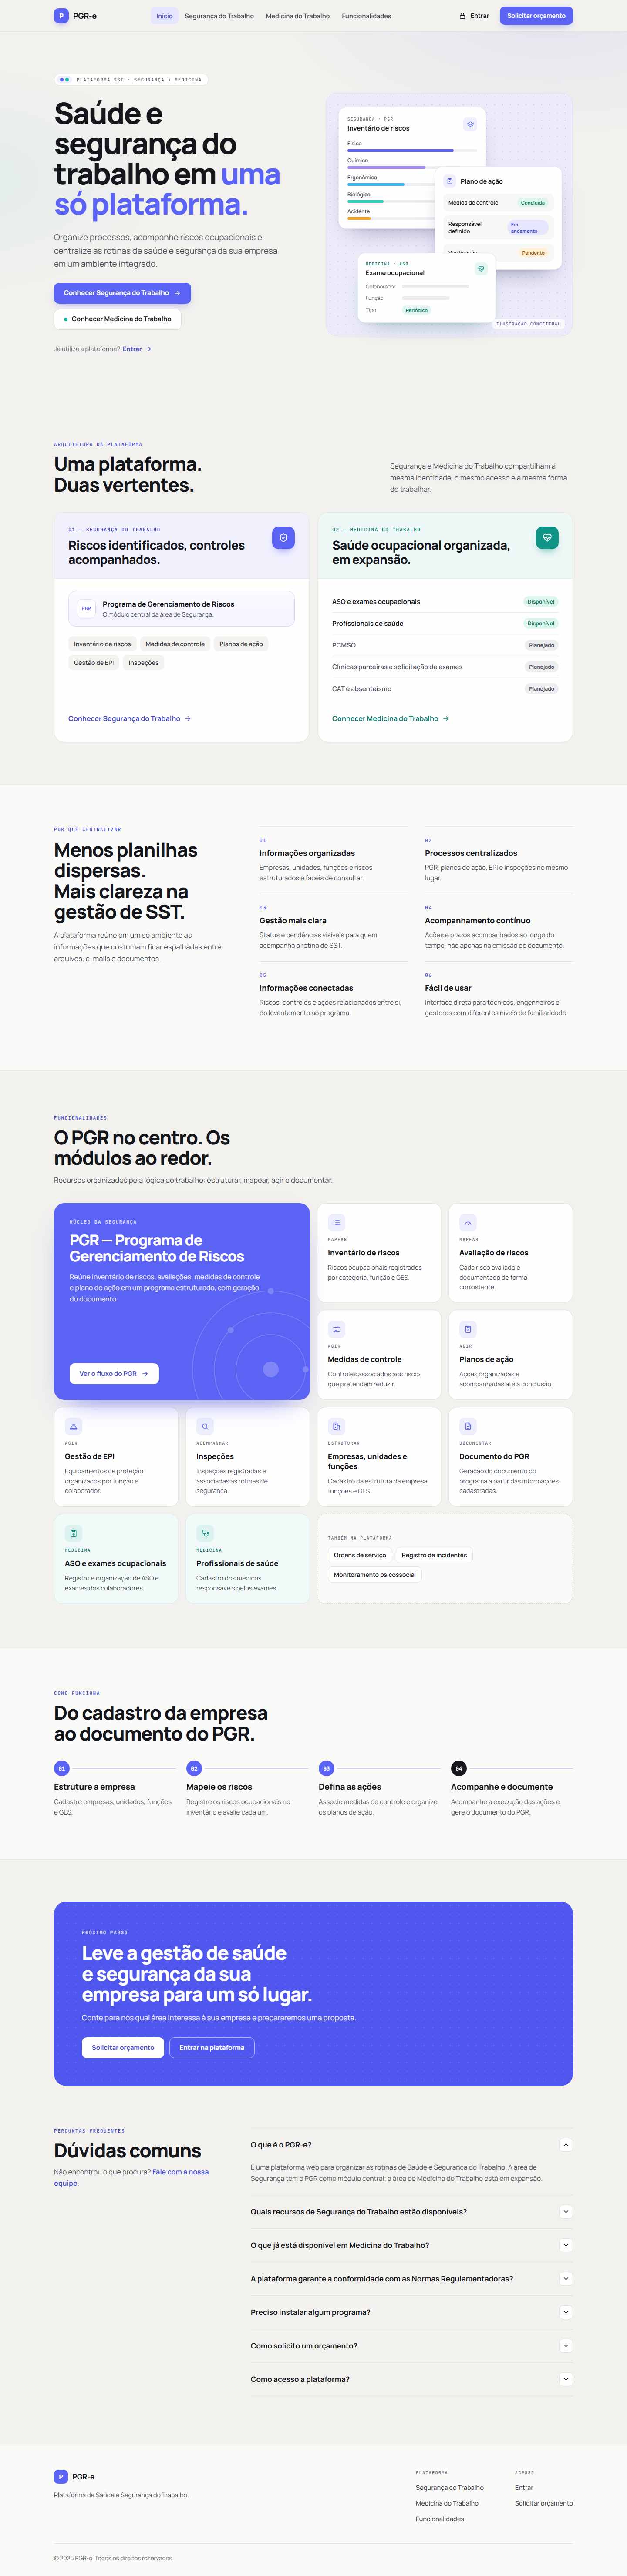 P PGR-e Início Segurança do Trabalho Medicina do Trabalho Funcionalidades Entrar Solicitar orçamento
PLATAFORMA SST · SEGURANÇA + MEDICINA
Saúde e
segurança do
trabalho em uma
só plataforma.
Organize processos, acompanhe riscos ocupacionais e
centralize as rotinas de saúde e segurança da sua empresa
em um ambiente integrado.
Conhecer Segurança do Trabalho
Conhecer Medicina do Trabalho
Já utiliza a plataforma? Entrar
SEGURANÇA · PGR
Inventário de riscos
Físico
Químico
Ergonômico
Biológico
Acidente
Plano de ação
Medida de controle Concluída
Responsável
definido
Em
andamento
Verificação Pendente
MEDICINA · ASO
Exame ocupacional
Colaborador
Função
Tipo Periódico
ILUSTRAÇÃO CONCEITUAL
ARQUITETURA DA PLATAFORMA
Uma plataforma.
Duas vertentes.
Segurança e Medicina do Trabalho compartilham a
mesma identidade, o mesmo acesso e a mesma forma
de trabalhar.
01 — SEGURANÇA DO TRABALHO
Riscos identificados, controles
acompanhados.
PGR
Programa de Gerenciamento de Riscos
O módulo central da área de Segurança.
Inventário de riscos Medidas de controle Planos de ação
Gestão de EPI Inspeções
Conhecer Segurança do Trabalho
02 — MEDICINA DO TRABALHO
Saúde ocupacional organizada,
em expansão.
ASO e exames ocupacionais Disponível
Profissionais de saúde Disponível
PCMSO Planejado
Clínicas parceiras e solicitação de exames Planejado
CAT e absenteísmo Planejado
Conhecer Medicina do Trabalho
POR QUE CENTRALIZAR
Menos planilhas
dispersas.
Mais clareza na
gestão de SST.
A plataforma reúne em um só ambiente as
informações que costumam ficar espalhadas entre
arquivos, e-mails e documentos.
01
Informações organizadas
Empresas, unidades, funções e riscos
estruturados e fáceis de consultar.
02
Processos centralizados
PGR, planos de ação, EPI e inspeções no mesmo
lugar.
03
Gestão mais clara
Status e pendências visíveis para quem
acompanha a rotina de SST.
04
Acompanhamento contínuo
Ações e prazos acompanhados ao longo do
tempo, não apenas na emissão do documento.
05
Informações conectadas
Riscos, controles e ações relacionados entre si,
do levantamento ao programa.
06
Fácil de usar
Interface direta para técnicos, engenheiros e
gestores com diferentes níveis de familiaridade.
FUNCIONALIDADES
O PGR no centro. Os
módulos ao redor.
Recursos organizados pela lógica do trabalho: estruturar, mapear, agir e documentar.
NÚCLEO DA SEGURANÇA
PGR — Programa de
Gerenciamento de Riscos
Reúne inventário de riscos, avaliações, medidas de controle
e plano de ação em um programa estruturado, com geração
do documento.
Ver o fluxo do PGR
MAPEAR
Inventário de riscos
Riscos ocupacionais registrados
por categoria, função e GES.
MAPEAR
Avaliação de riscos
Cada risco avaliado e
documentado de forma
consistente.
AGIR
Medidas de controle
Controles associados aos riscos
que pretendem reduzir.
AGIR
Planos de ação
Ações organizadas e
acompanhadas até a conclusão.
AGIR
Gestão de EPI
Equipamentos de proteção
organizados por função e
colaborador.
ACOMPANHAR
Inspeções
Inspeções registradas e
associadas às rotinas de
segurança.
ESTRUTURAR
Empresas, unidades e
funções
Cadastro da estrutura da empresa,
funções e GES.
DOCUMENTAR
Documento do PGR
Geração do documento do
programa a partir das informações
cadastradas.
MEDICINA
ASO e exames ocupacionais
Registro e organização de ASO e
exames dos colaboradores.
MEDICINA
Profissionais de saúde
Cadastro dos médicos
responsáveis pelos exames.
TAMBÉM NA PLATAFORMA
Ordens de serviço Registro de incidentes
Monitoramento psicossocial
COMO FUNCIONA
Do cadastro da empresa
ao documento do PGR.
01
Estruture a empresa
Cadastre empresas, unidades, funções
e GES.
02
Mapeie os riscos
Registre os riscos ocupacionais no
inventário e avalie cada um.
03
Defina as ações
Associe medidas de controle e organize
os planos de ação.
04
Acompanhe e documente
Acompanhe a execução das ações e
gere o documento do PGR.
PRÓXIMO PASSO
Leve a gestão de saúde
e segurança da sua
empresa para um só lugar.
Conte para nós qual área interessa à sua empresa e prepararemos uma proposta.
Solicitar orçamento Entrar na plataforma
PERGUNTAS FREQUENTES
Dúvidas comuns
Não encontrou o que procura? Fale com a nossa
equipe.
O que é o PGR-e?
É uma plataforma web para organizar as rotinas de Saúde e Segurança do Trabalho. A área de
Segurança tem o PGR como módulo central; a área de Medicina do Trabalho está em expansão.
Quais recursos de Segurança do Trabalho estão disponíveis?
O que já está disponível em Medicina do Trabalho?
A plataforma garante a conformidade com as Normas Regulamentadoras?
Preciso instalar algum programa?
Como solicito um orçamento?
Como acesso a plataforma?
P PGR-e
Plataforma de Saúde e Segurança do Trabalho.
PLATAFORMA
Segurança do Trabalho
Medicina do Trabalho
Funcionalidades
ACESSO
Entrar
Solicitar orçamento
© 2026 PGR-e. Todos os direitos reservados.